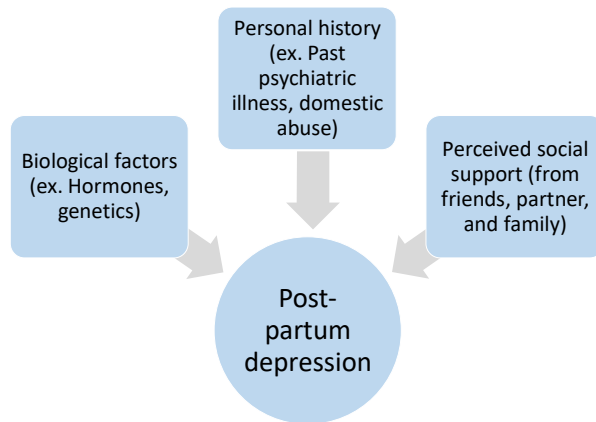 Personal history
(ex. Past
psychiatric
illness, domestic
abuse)
Biological factors
(ex. Hormones,
genetics)
Perceived social
support (from
friends, partner,
and family)
Post-
partum
depression